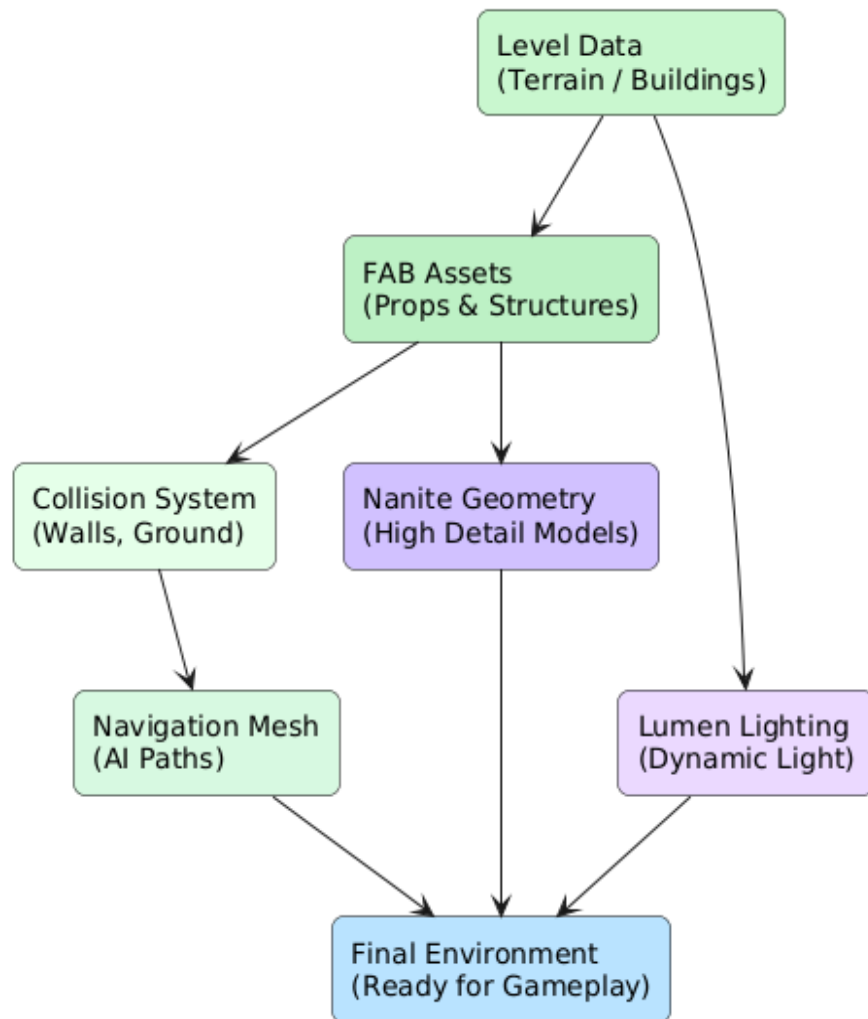 Level Data
(Terrain / Buildings)
FAB Assets
(Props & Structures)
Collision System
(Walls, Ground)
Nanite Geometry
(High Detail Models)
Navigation Mesh
(AI Paths)
Lumen Lighting
(Dynamic Light)
Final Environment
(Ready for Gameplay)